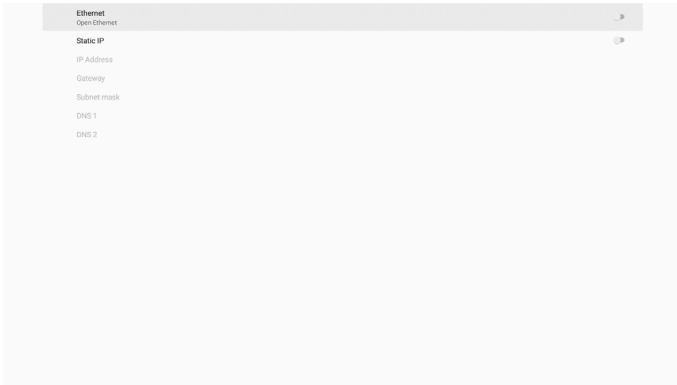 Ethernet
Open Ethernet
Static IP
IP Address
Gateway
Subnet mask
DNS 1
DNS 2